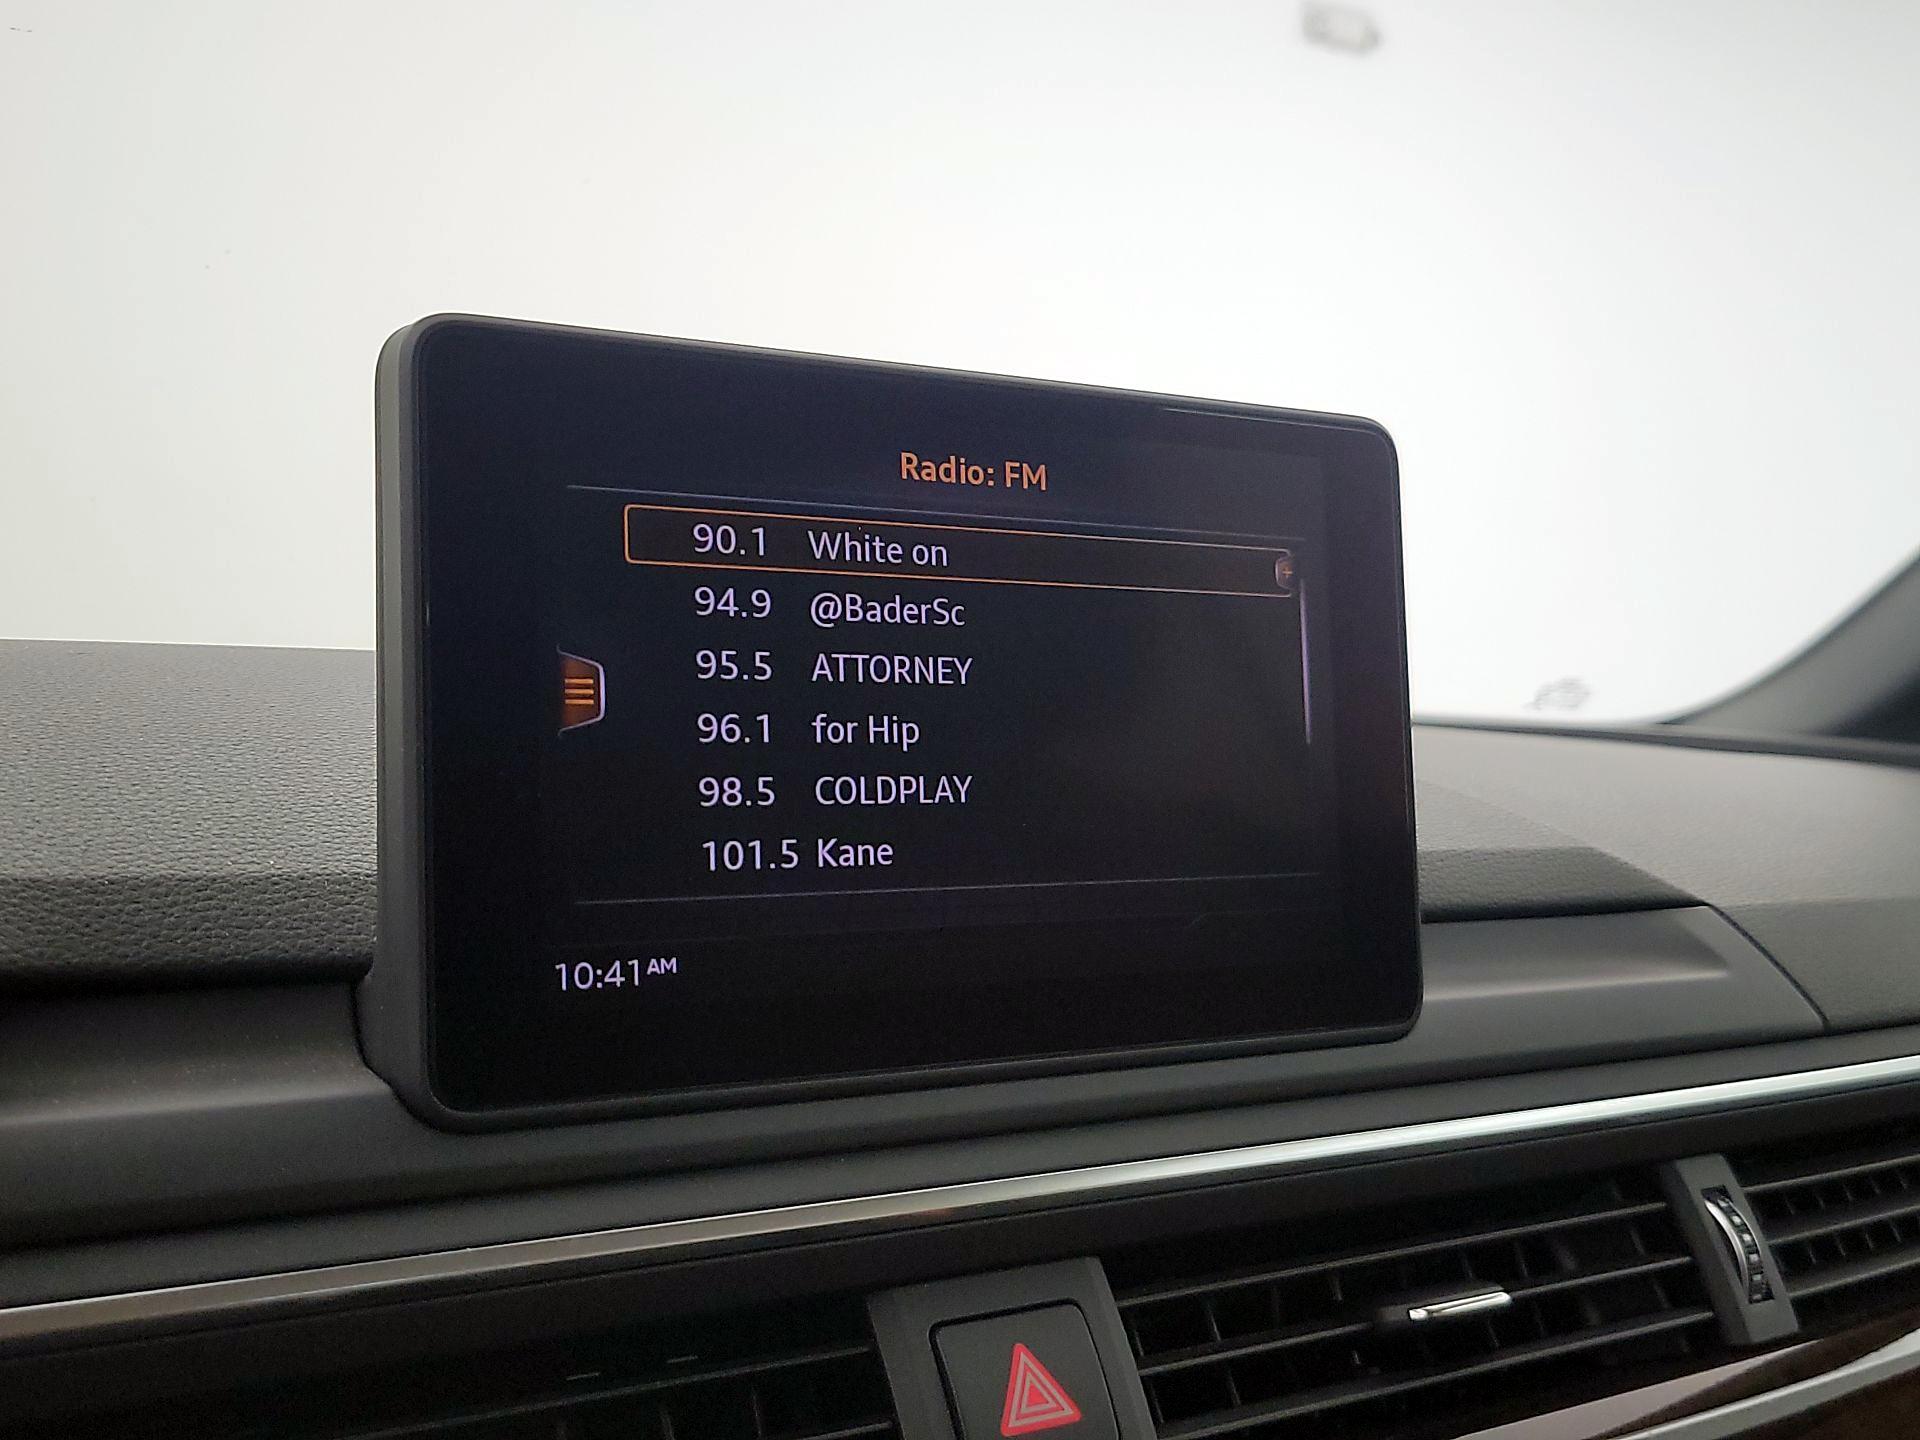 Radio: FM
90.1 White on
94.9 @BaderSc
95.5 ATTORNEY
96.1 for Hip
98.5 COLDPLAY
101.5 Kane
10:41 AM